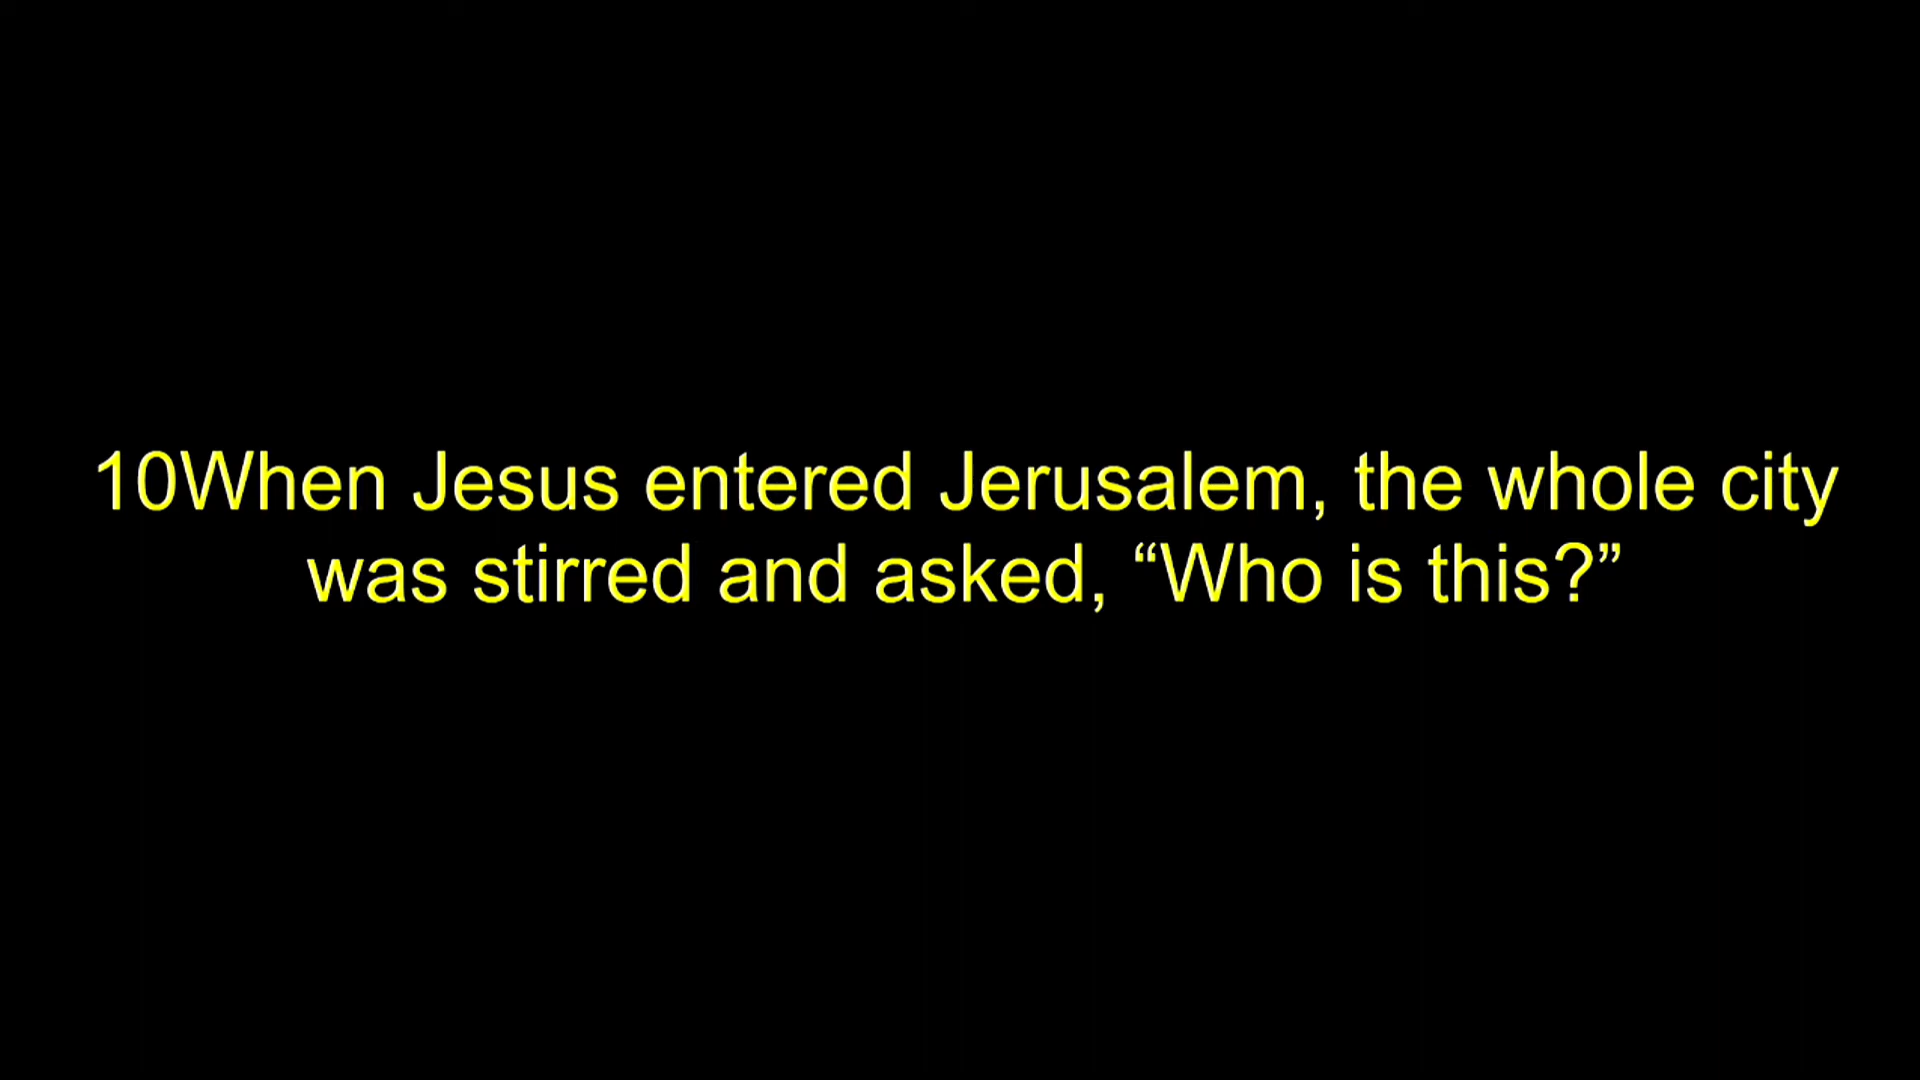 10When Jesus entered Jerusalem, the whole city
was stirred and asked, “Who is this?”